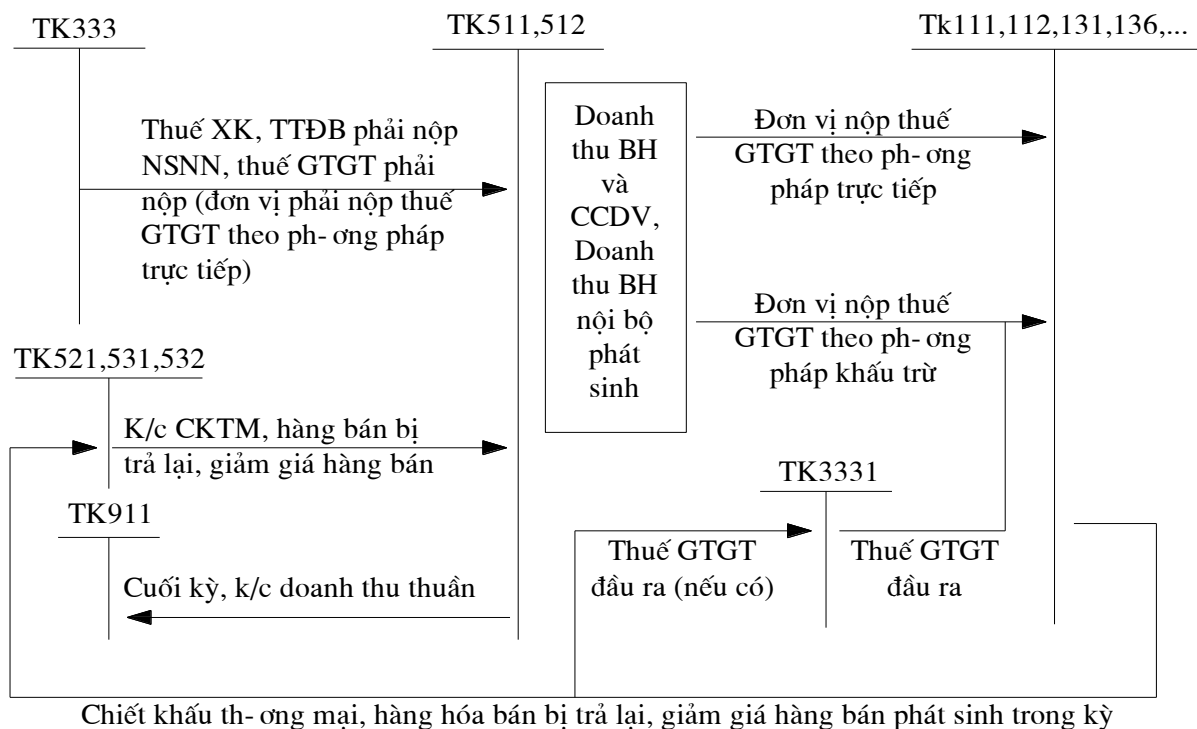 TK333
TK511,512
Tk111,112,131,136,...
Thuế XK, TTĐB phải nộp
NSNN, thuế GTGT phải
nộp (đơn vị phải nộp thuế
GTGT theo ph- ơng pháp
trực tiếp)
Doanh
thu BH
và
CCDV,
Doanh
thu BH
nội bộ
phát
sinh
Đơn vị nộp thuế
GTGT theo ph- ơng
pháp trực tiếp
Đơn vị nộp thuế
GTGT theo ph- ơng
pháp khấu trừ
TK521,531,532
K/c CKTM, hàng bán bị
trả lại, giảm giá hàng bán
TK3331
TK911
Thuế GTGT
đầu ra (nếu có)
Thuế GTGT
đầu ra
Cuối kỳ, k/c doanh thu thuần
Chiết khấu th- ơng mại, hàng hóa bán bị trả lại, giảm giá hàng bán phát sinh trong kỳ